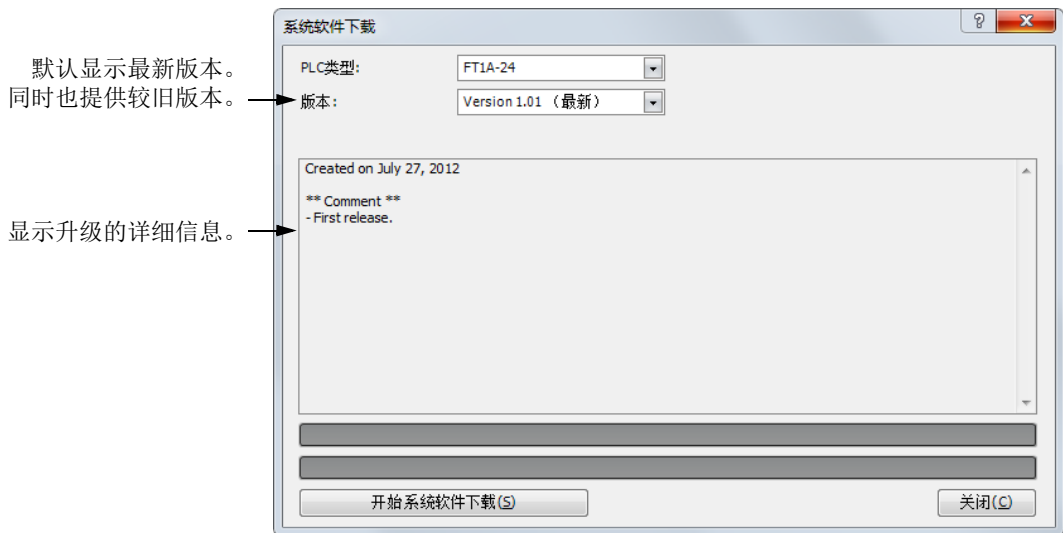 系统软件下载
默认显示最新版本。
同时也提供较旧版本。
PLC类型:
FT1A-24
版本:
Version 1.01 （最新）
Created on July 27, 2012
** Comment **
- First release.
显示升级的详细信息。
开始系统软件下载(S)
关闭(C)